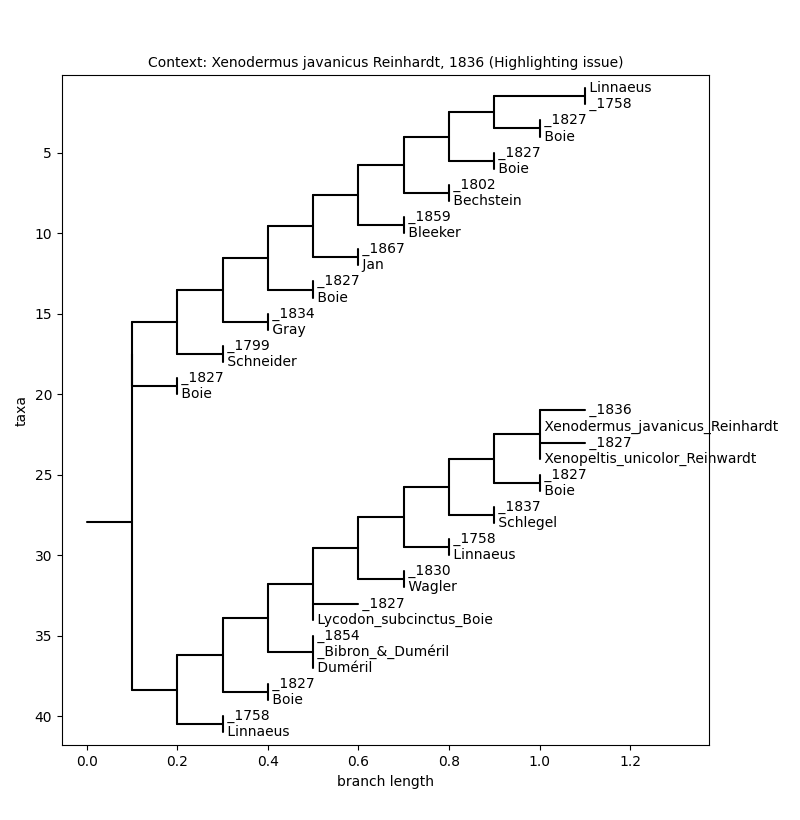 Context: Xenodermus javanicus Reinhardt, 1836 (Highlighting issue)
Linnaeus
_1758
_1827
Boie
_1827
Boie
_1802
Bechstein
_1859
Bleeker
_1867
Jan
_1827
Boie
_1834
Gray
_1799
Schneider
_1827
Boie
_1836
Xenodermus_javanicus_Reinhardt
_1827
Xenopeltis_unicolor_Reinwardt
_1827
Boie
_1837
Schlegel
_1758
Linnaeus
_1830
Wagler
_1827
Lycodon_subcinctus_Boie
_1854
_Bibron_&_Duméril
Duméril
_1827
Boie
_1758
Linnaeus
5
10
15
20
25
30
35
40
taxa
0.0 0.2 0.4 0.6 0.8 1.0 1.2
branch length